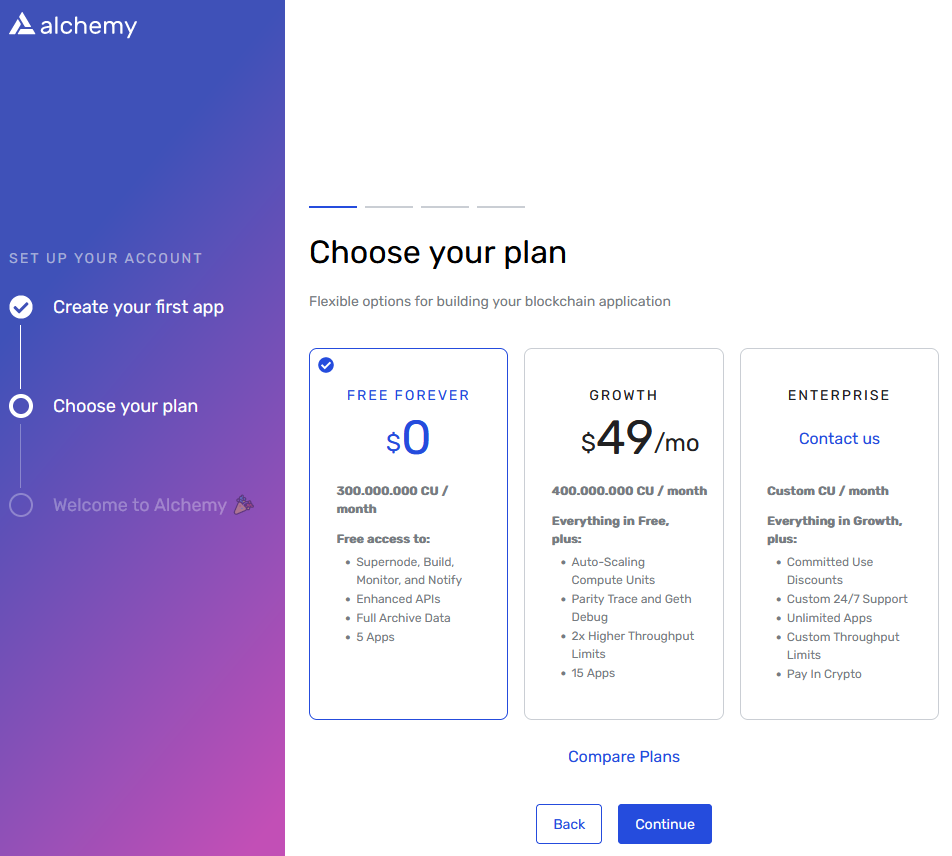 alchemy
SET UP YOUR ACCOUNT
Create your first app
Choose your plan
Welcome to Alchemy 🎉
Choose your plan
Flexible options for building your blockchain application
FREE FOREVER
$0
300.000.000 CU /
month
Free access to:
• Supernode, Build,
Monitor, and Notify
• Enhanced APIs
• Full Archive Data
• 5 Apps
GROWTH
$49/mo
400.000.000 CU / month
Everything in Free,
plus:
• Auto-Scaling
Compute Units
• Parity Trace and Geth
Debug
• 2x Higher Throughput
Limits
• 15 Apps
ENTERPRISE
Contact us
Custom CU / month
Everything in Growth,
plus:
• Committed Use
Discounts
• Custom 24/7 Support
• Unlimited Apps
• Custom Throughput
Limits
• Pay In Crypto
Compare Plans
Back
Continue